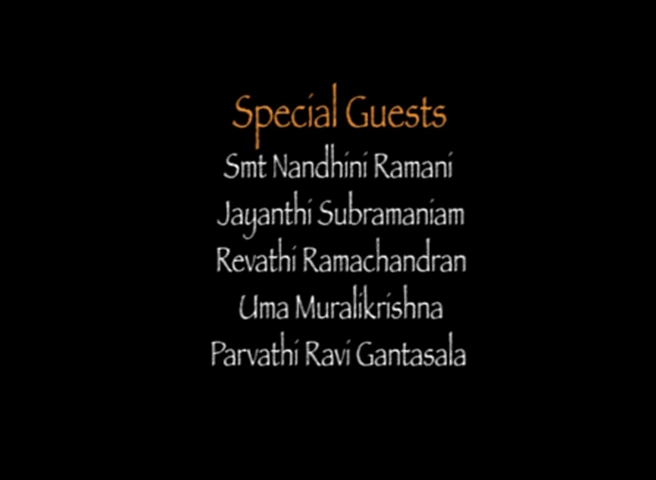 Special Guests
Smt Nandhini Ramani
Jayanthi Subramaniam
Revathi Ramachandran
Uma Muralikrishna
Parvathi Ravi Gantasala